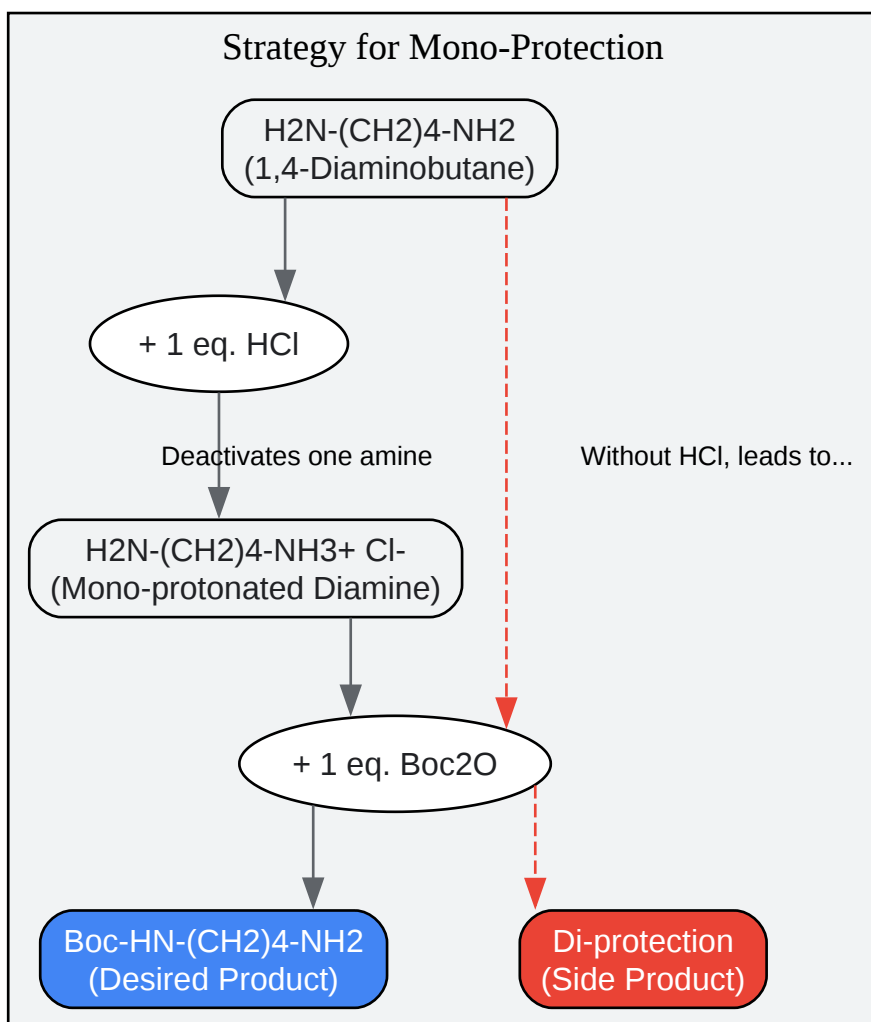 Strategy for Mono-Protection
H2N-(CH2)4-NH2
(1,4-Diaminobutane)
+ 1 eq. HCl
Deactivates one amine
Without HCl, leads to...
H2N-(CH2)4-NH3+ Cl-
(Mono-protonated Diamine)
+ 1 eq. Boc2O
Boc-HN-(CH2)4-NH2
(Desired Product)
Di-protection
(Side Product)